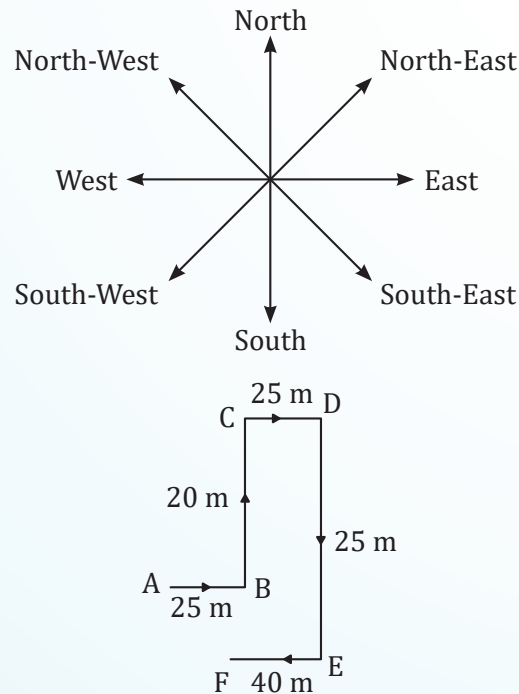 North
North-West North-East
West East
South-West South-East
South
25 m
C D
20 m
25 m
A B
25 m
F E
40 m